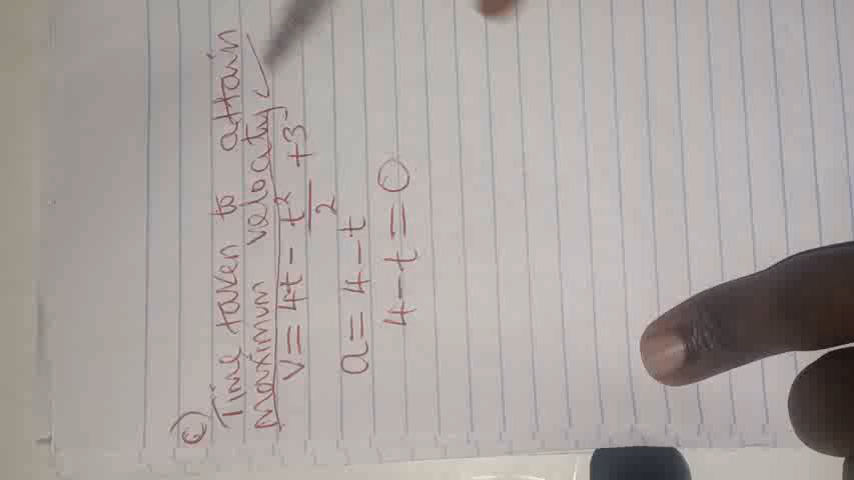 c)
Time taken to attain
maximum velocity
V = 4t - t²/2 + 3
a = 4 - t
4 - t = 0